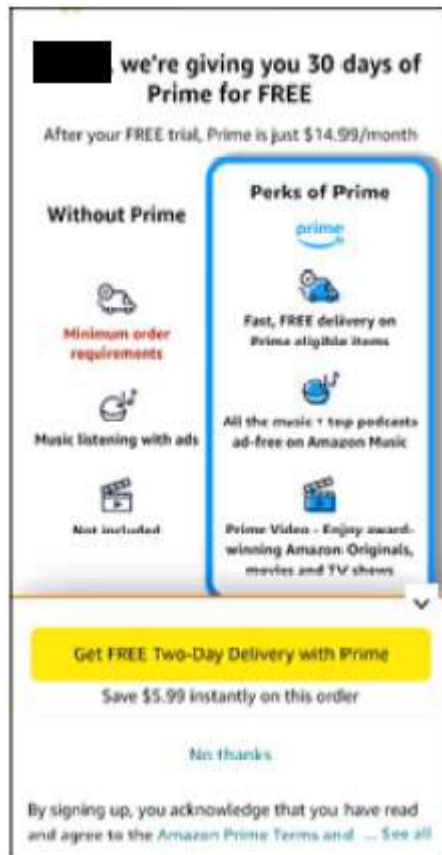 , we're giving you 30 days of
Prime for FREE
After your FREE trial, Prime is just $14.99/month
Without Prime
Minimum order
requirements
Music listening with ads
Not included
Perks of Prime
prime
Fast, FREE delivery on
Prime eligible items
All the music + top podcasts
ad-free on Amazon Music
Prime Video - Enjoy award-
winning Amazon Originals,
movies and TV shows
Get FREE Two-Day Delivery with Prime
Save $5.99 instantly on this order
No thanks
By signing up, you acknowledge that you have read
and agree to the Amazon Prime Terms and ... See all